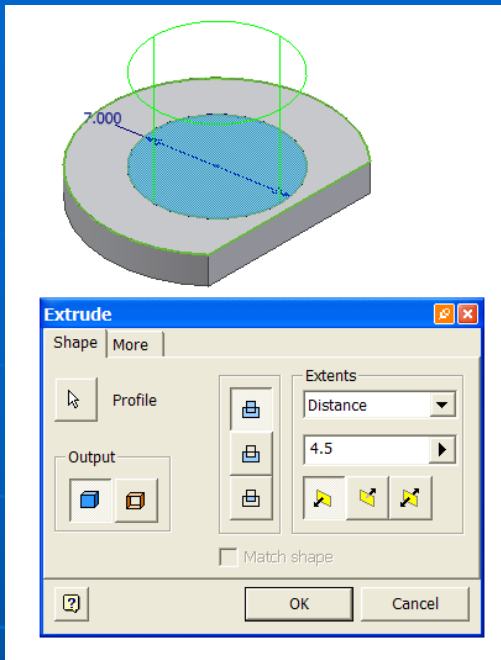 7.000
Extrude
Shape More
Profile
Extents
Distance
Output
4.5
Match shape
?
OK Cancel